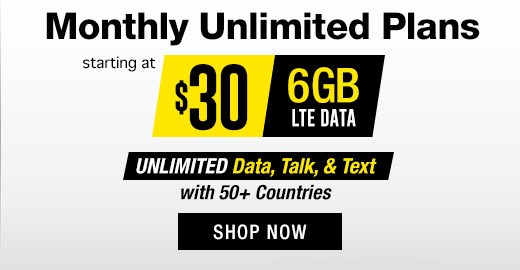 Monthly Unlimited Plans
starting at
$30
6GB
LTE DATA
UNLIMITED Data, Talk, & Text
with 50+ Countries
SHOP NOW